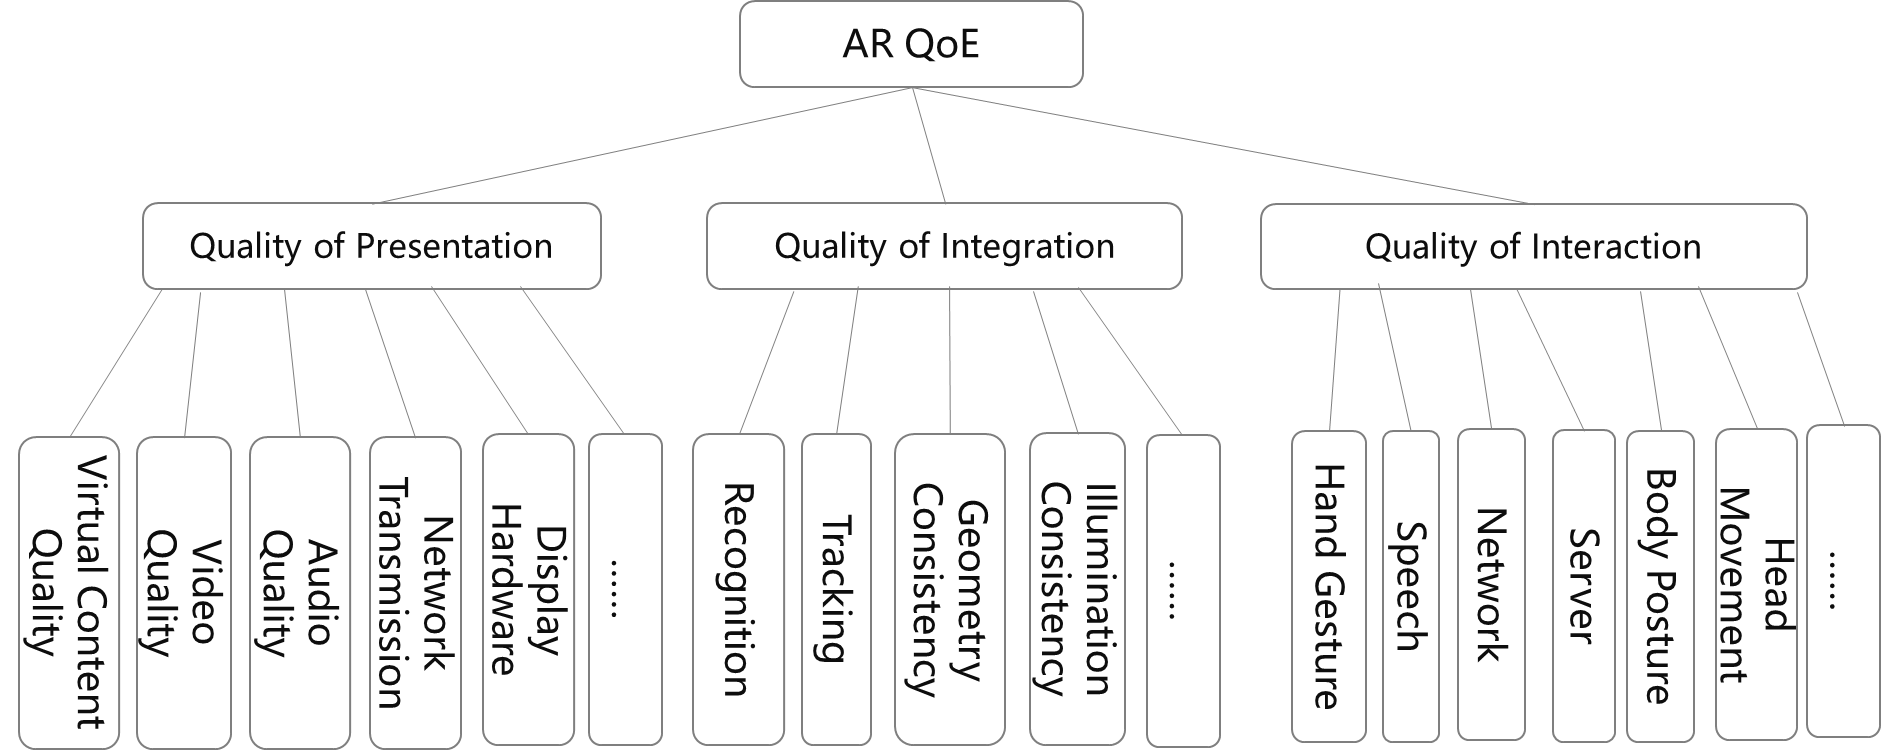 AR QoE
Quality of Presentation
Quality of Integration
Quality of Interaction
Virtual Content
Quality
Video
Quality
Audio
Quality
Network
Transmission
Display
Hardware
......
Recognition
Tracking
Geometry
Consistency
Illumination
Consistency
......
Hand Gesture
Speech
Network
Server
Body Posture
Head
Movement
......